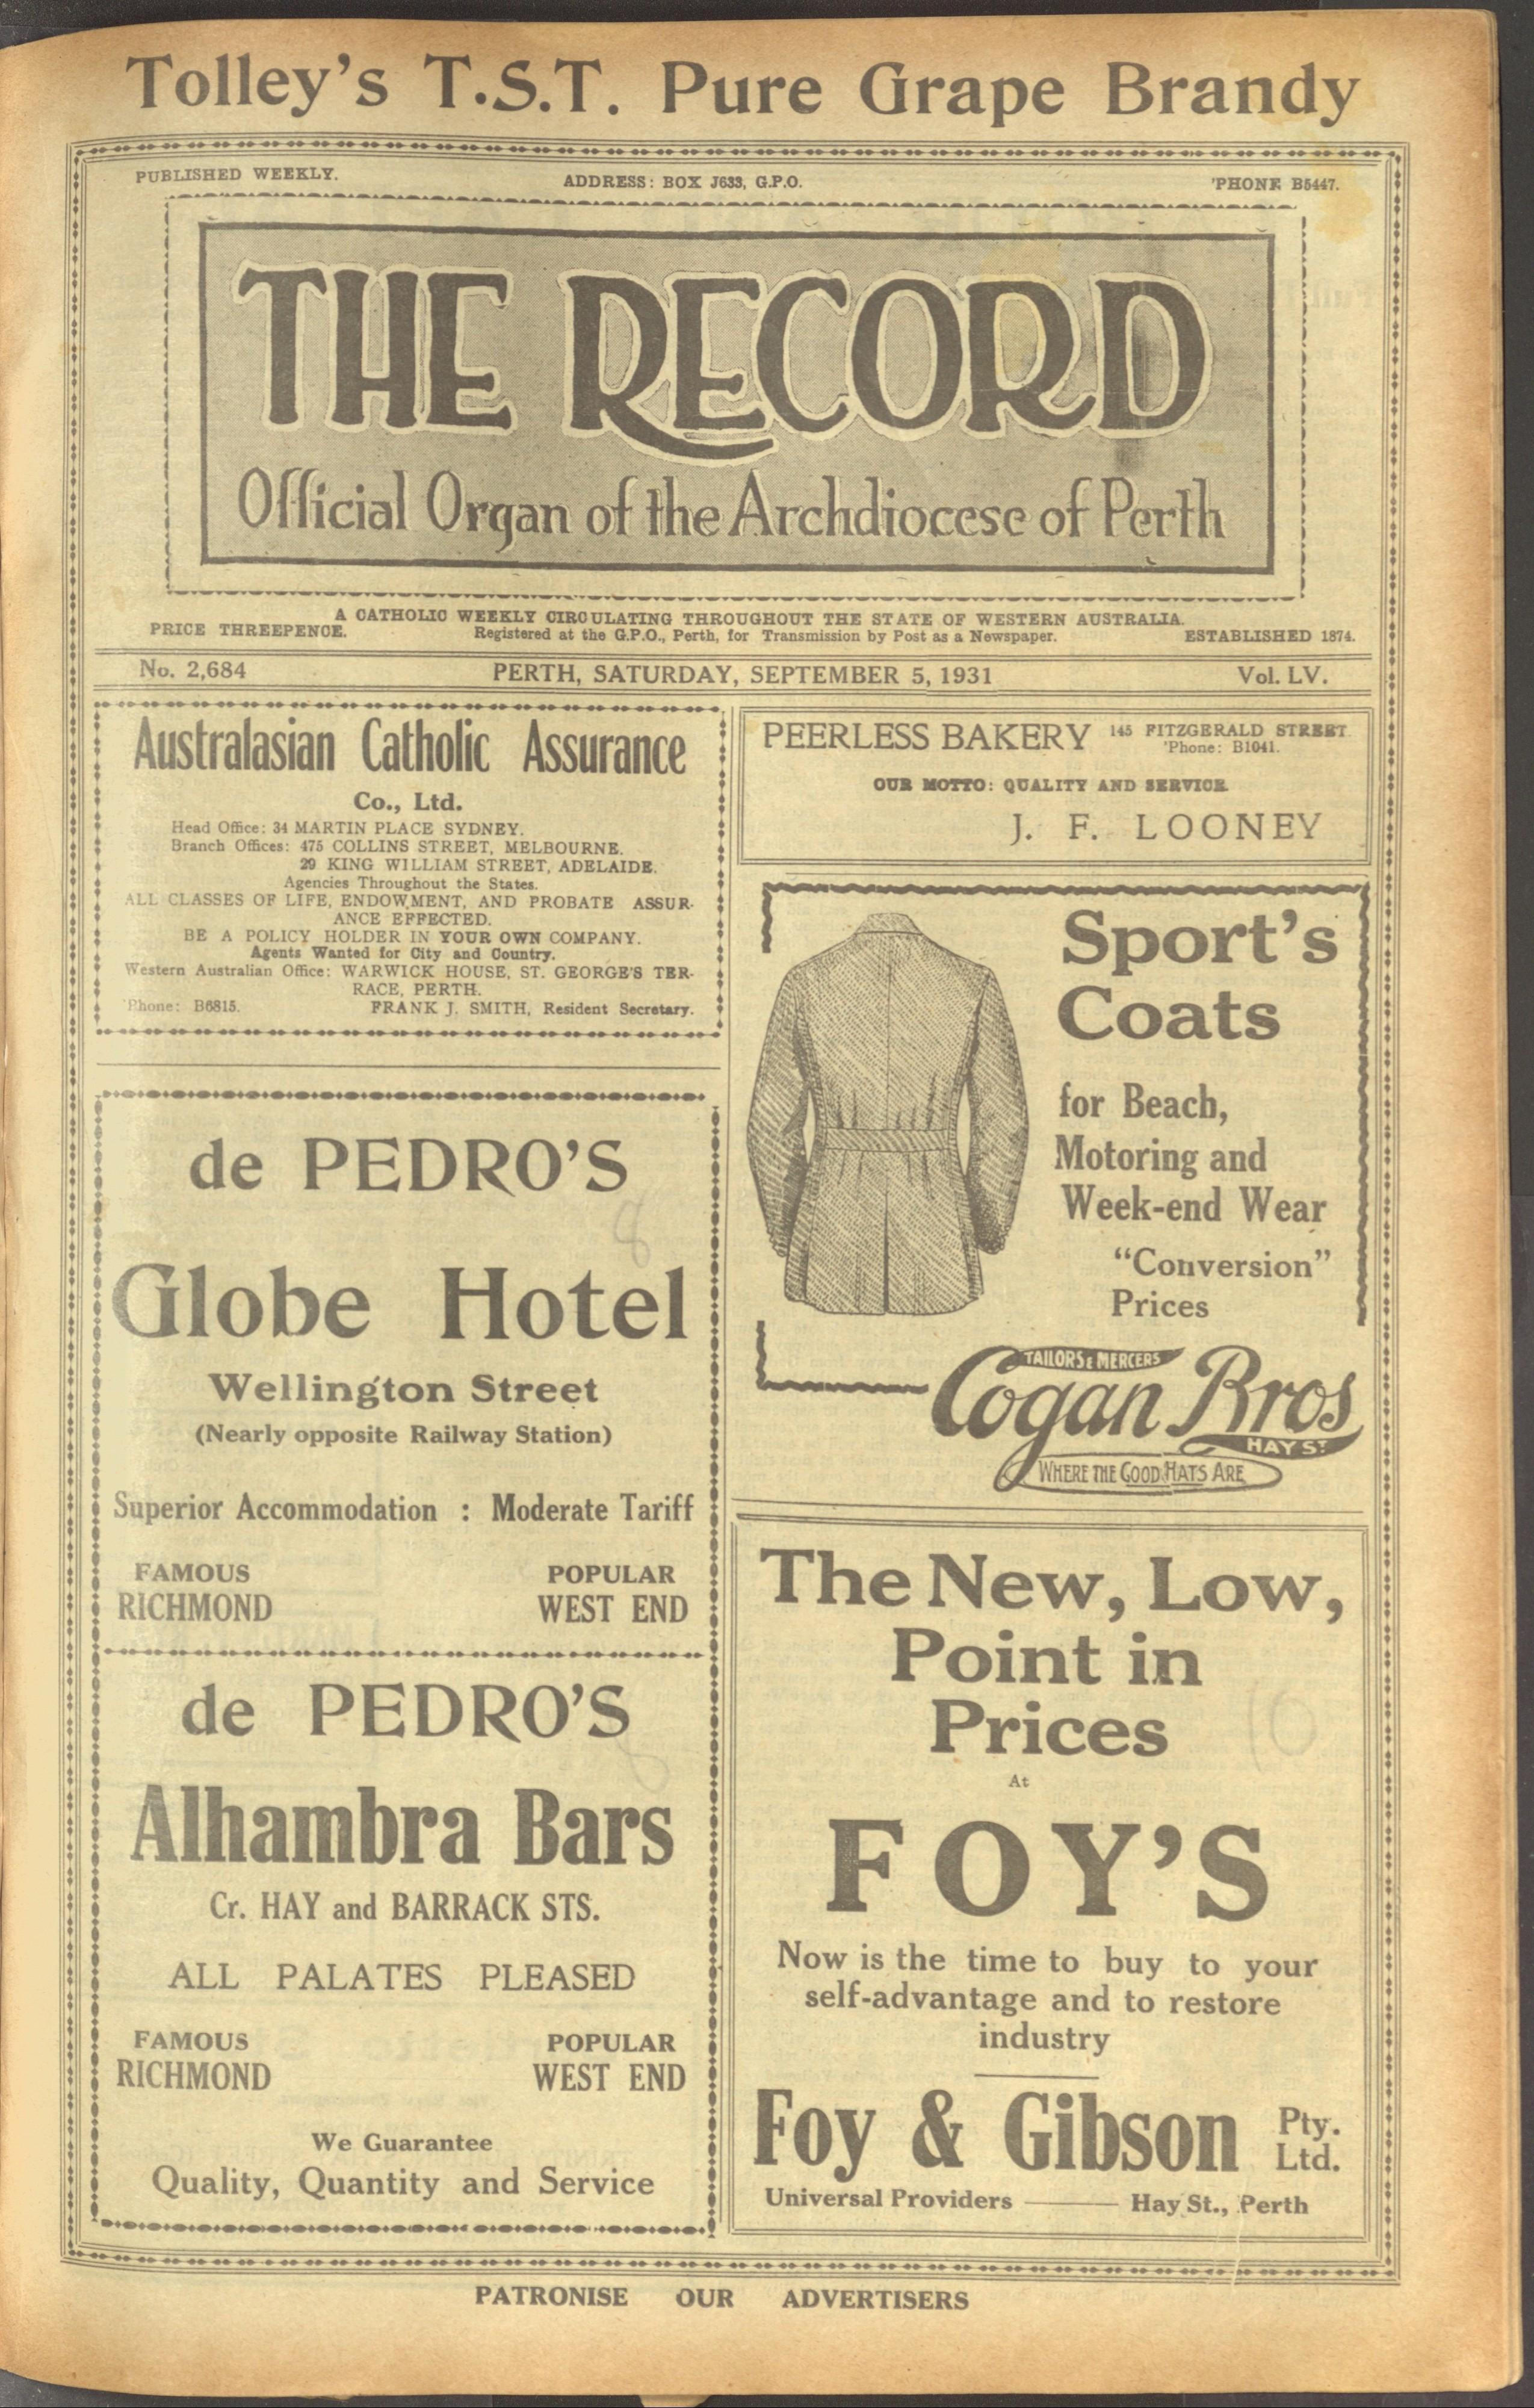 Tolley's T.S.T. Pure Grape Brandy
PUBLISHED WEEKLY.
ADDRESS: BOX J633, G.P.O.
'PHONE B5447.
THE RECORD
Official Organ of the Archdiocese of Perth
A CATHOLIC WEEKLY CIRCULATING THROUGHOUT THE STATE OF WESTERN AUSTRALIA.
PRICE THREEPENCE.
Registered at the G.P.O., Perth, for Transmission by Post as a Newspaper.
ESTABLISHED 1874.
No. 2,684
PERTH, SATURDAY, SEPTEMBER 5, 1931
Vol. LV.
Australasian Catholic Assurance
Co., Ltd.
Head Office: 34 MARTIN PLACE SYDNEY.
Branch Offices: 475 COLLINS STREET, MELBOURNE.
29 KING WILLIAM STREET, ADELAIDE.
Agencies Throughout the States.
ALL CLASSES OF LIFE, ENDOWMENT, AND PROBATE ASSUR-
ANCE EFFECTED.
BE A POLICY HOLDER IN YOUR OWN COMPANY.
Agents Wanted for City and Country.
Western Australian Office: WARWICK HOUSE, ST. GEORGE'S TER-
RACE, PERTH.
'Phone: B6815.
FRANK J. SMITH, Resident Secretary.
de PEDRO'S
8
Globe Hotel
Wellington Street
(Nearly opposite Railway Station)
Superior Accommodation : Moderate Tariff
FAMOUS
RICHMOND
POPULAR
WEST END
de PEDRO'S
8
Alhambra Bars
Cr. HAY and BARRACK STS.
ALL PALATES PLEASED
FAMOUS
RICHMOND
POPULAR
WEST END
We Guarantee
Quality, Quantity and Service
PEERLESS BAKERY
145 FITZGERALD STREET
'Phone: B1041.
OUR MOTTO: QUALITY AND SERVICE
J. F. LOONEY
Sport's
Coats
for Beach,
Motoring and
Week-end Wear
"Conversion"
Prices
TAILORS & MERCERS
Cogan Bros
HAY ST
WHERE THE GOOD HATS ARE
The New, Low,
Point in
Prices
10
At
FOY'S
Now is the time to buy to your
self-advantage and to restore
industry
Foy & Gibson Pty.
Ltd.
Universal Providers
Hay St., Perth
PATRONISE OUR ADVERTISERS